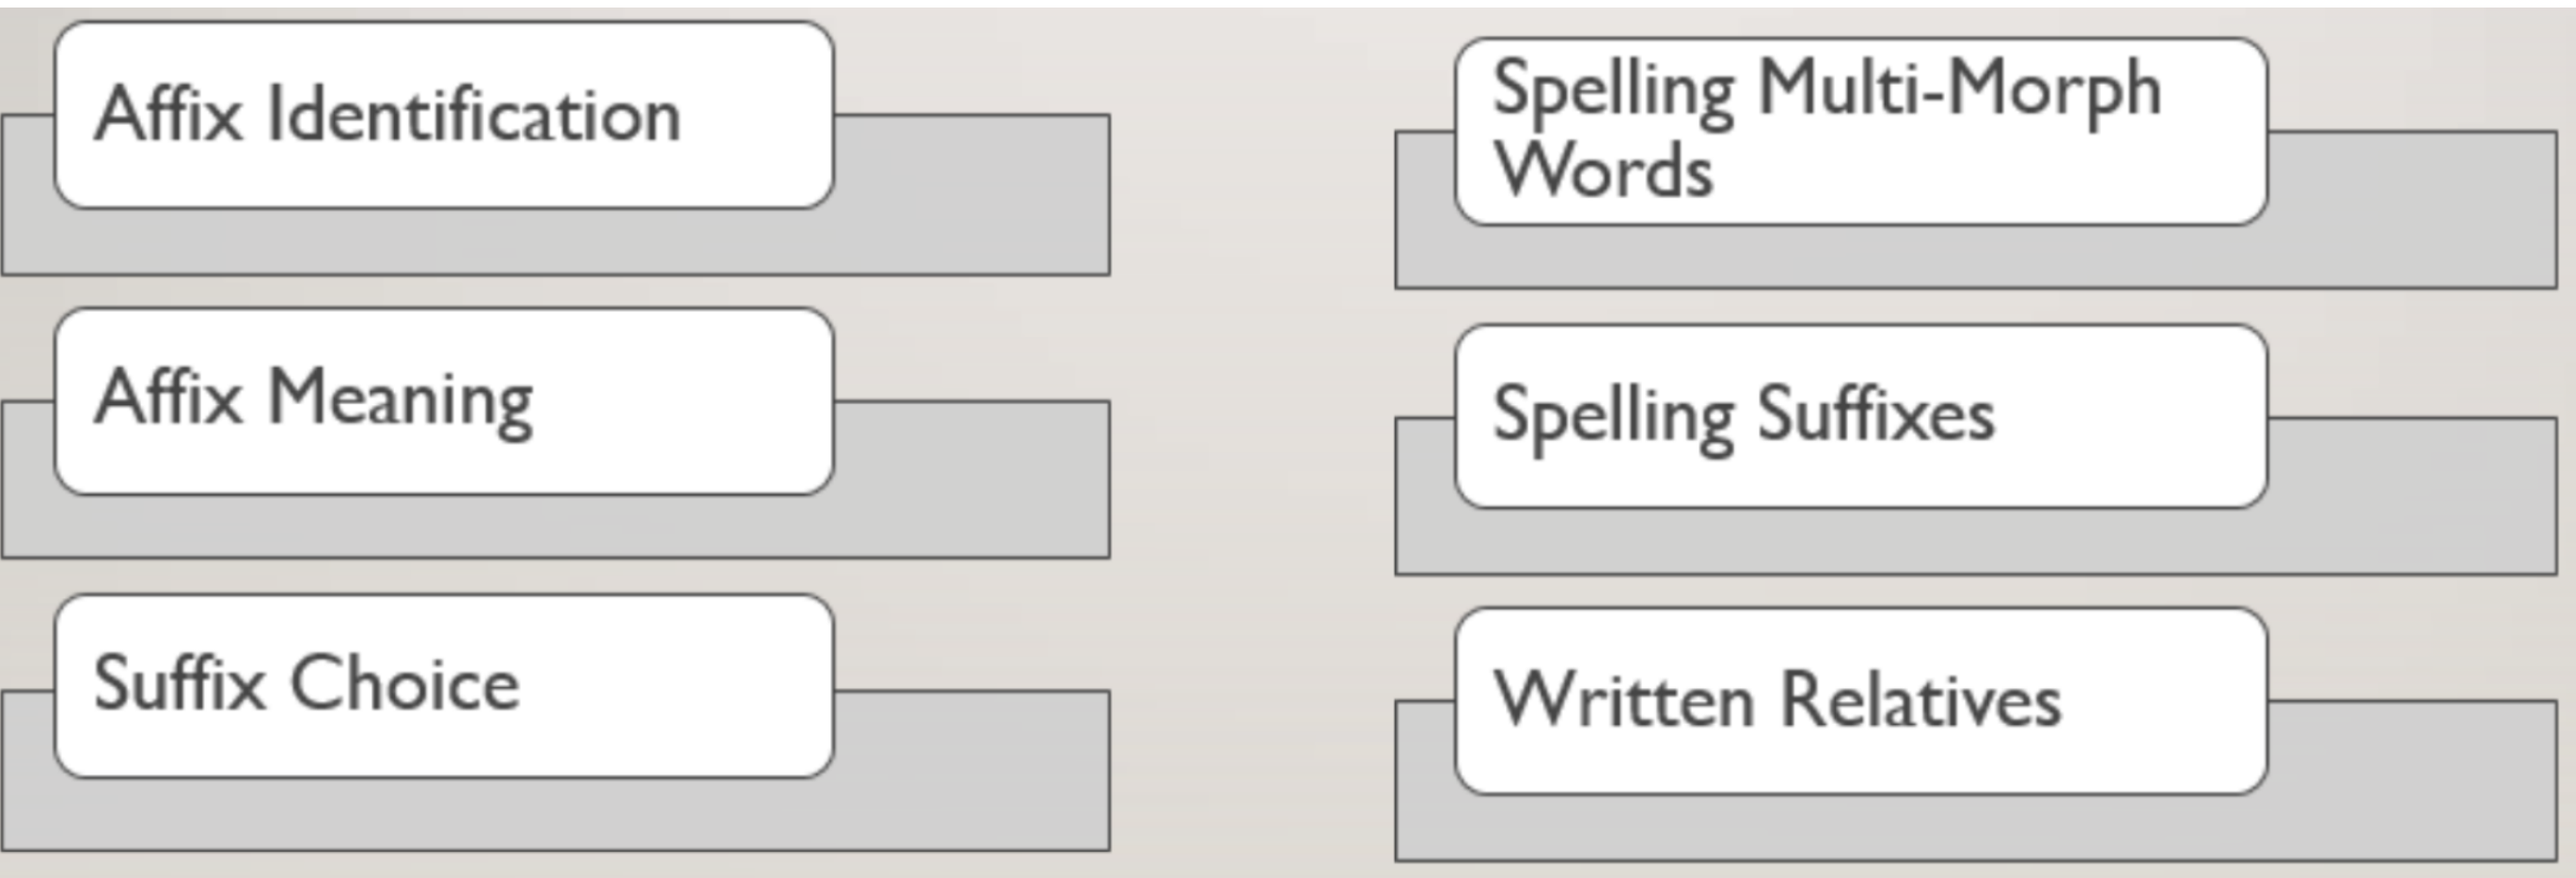 Affix Identification
Affix Meaning
Suffix Choice
Spelling Multi-Morph
Words
Spelling Suffixes
Written Relatives